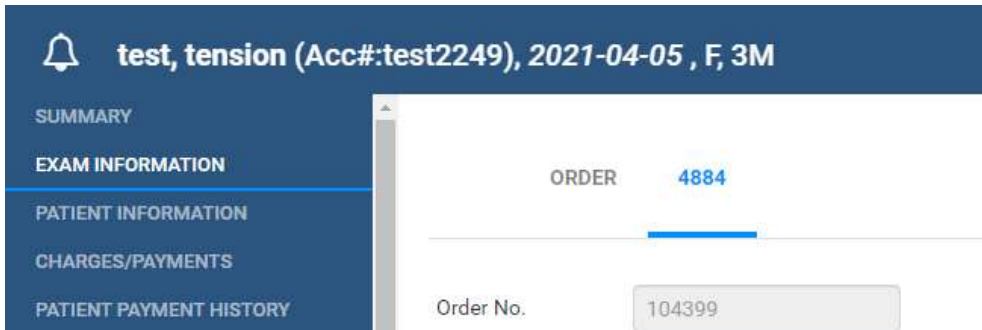 test, tension (Acc#:test2249), 2021-04-05 , F, 3M
SUMMARY
EXAM INFORMATION
PATIENT INFORMATION
CHARGES/PAYMENTS
PATIENT PAYMENT HISTORY
ORDER 4884
Order No. 104399